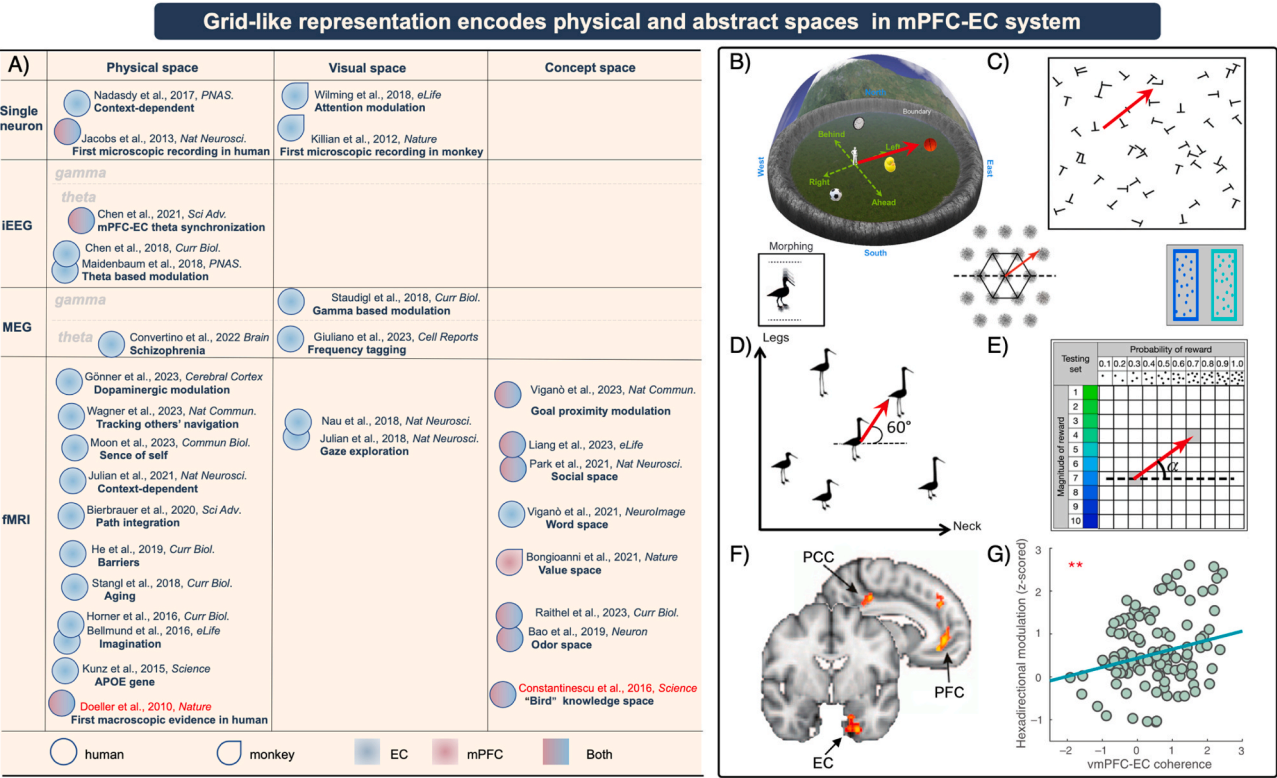 Grid-like representation encodes physical and abstract spaces in mPFC-EC system
A)
Physical space
Visual space
Concept space
Single neuron
Nadasdy et al., 2017, PNAS.
Context-dependent
Jacobs et al., 2013, Nat Neurosci.
First microscopic recording in human
Wilming et al., 2018, eLife
Attention modulation
Killian et al., 2012, Nature
First microscopic recording in monkey
iEEG
gamma
theta
Chen et al., 2021, Sci Adv.
mPFC-EC theta synchronization
Chen et al., 2018, Curr Biol.
Maidenbaum et al., 2018, PNAS.
Theta based modulation
MEG
gamma
theta
Convertino et al., 2022 Brain
Schizophrenia
Staudigl et al., 2018, Curr Biol.
Gamma based modulation
Giuliano et al., 2023, Cell Reports
Frequency tagging
fMRI
Gönner et al., 2023, Cerebral Cortex
Dopaminergic modulation
Wagner et al., 2023, Nat Commun.
Tracking others' navigation
Moon et al., 2023, Commun Biol.
Sence of self
Julian et al., 2021, Nat Neurosci.
Context-dependent
Bierbrauer et al., 2020, Sci Adv.
Path integration
He et al., 2019, Curr Biol.
Barriers
Stangl et al., 2018, Curr Biol.
Aging
Horner et al., 2016, Curr Biol.
Bellmund et al., 2016, eLife
Imagination
Kunz et al., 2015, Science
APOE gene
Doeller et al., 2010, Nature
First macroscopic evidence in human
Nau et al., 2018, Nat Neurosci.
Julian et al., 2018, Nat Neurosci.
Gaze exploration
Viganò et al., 2023, Nat Commun.
Goal proximity modulation
Liang et al., 2023, eLife
Park et al., 2021, Nat Neurosci.
Social space
Viganò et al., 2021, NeuroImage
Word space
Bongioanni et al., 2021, Nature
Value space
Raithel et al., 2023, Curr Biol.
Bao et al., 2019, Neuron
Odor space
Constantinescu et al., 2016, Science
"Bird" knowledge space
human
monkey
EC
mPFC
Both
B)
Boundary
Behind
Left
Right
Ahead
West
East
South
C)
Morphing
D)
Legs
60°
Neck
E)
Testing set
Probability of reward
0.1 0.2 0.3 0.4 0.5 0.6 0.7 0.8 0.9 1.0
Magnitude of reward
1
2
3
4
5
6
7
8
9
10
α
F)
PCC
PFC
EC
G)
**
Hexadirectional modulation (z-scored)
3
2
1
0
−1
−2 −1 0 1 2 3
vmPFC-EC coherence